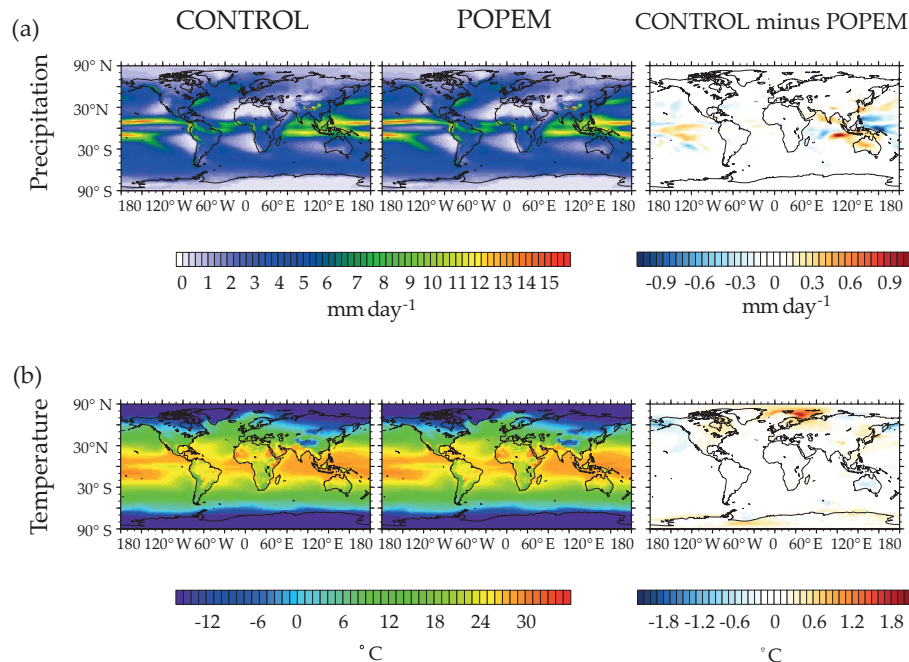 CONTROL POPEM CONTROL minus POPEM
(a)
Precipitation
90° N
30° N
30° S
90° S
180 120° W 60° W 0 60° E 120° E 180 120° W 60° W 0 60° E 120° E 180
180 120° W 60° W 0 60° E 120° E 180
0 1 2 3 4 5 6 7 8 9 10 11 12 13 14 15
mm day-1
-0.9 -0.6 -0.3 0.3 0.6 0.9
mm day-1
(b)
Temperature
90° N
30° N
30° S
90° S
180 120° W 60° W 0 60° E 120° E 180 120° W 60° W 0 60° E 120° E 180
180 120° W 60° W 0 60° E 120° E 180
-12 -6 0 6 12 18 24 30
°C
-1.8 -1.2 -0.6 0.6 1.2 1.8
°C